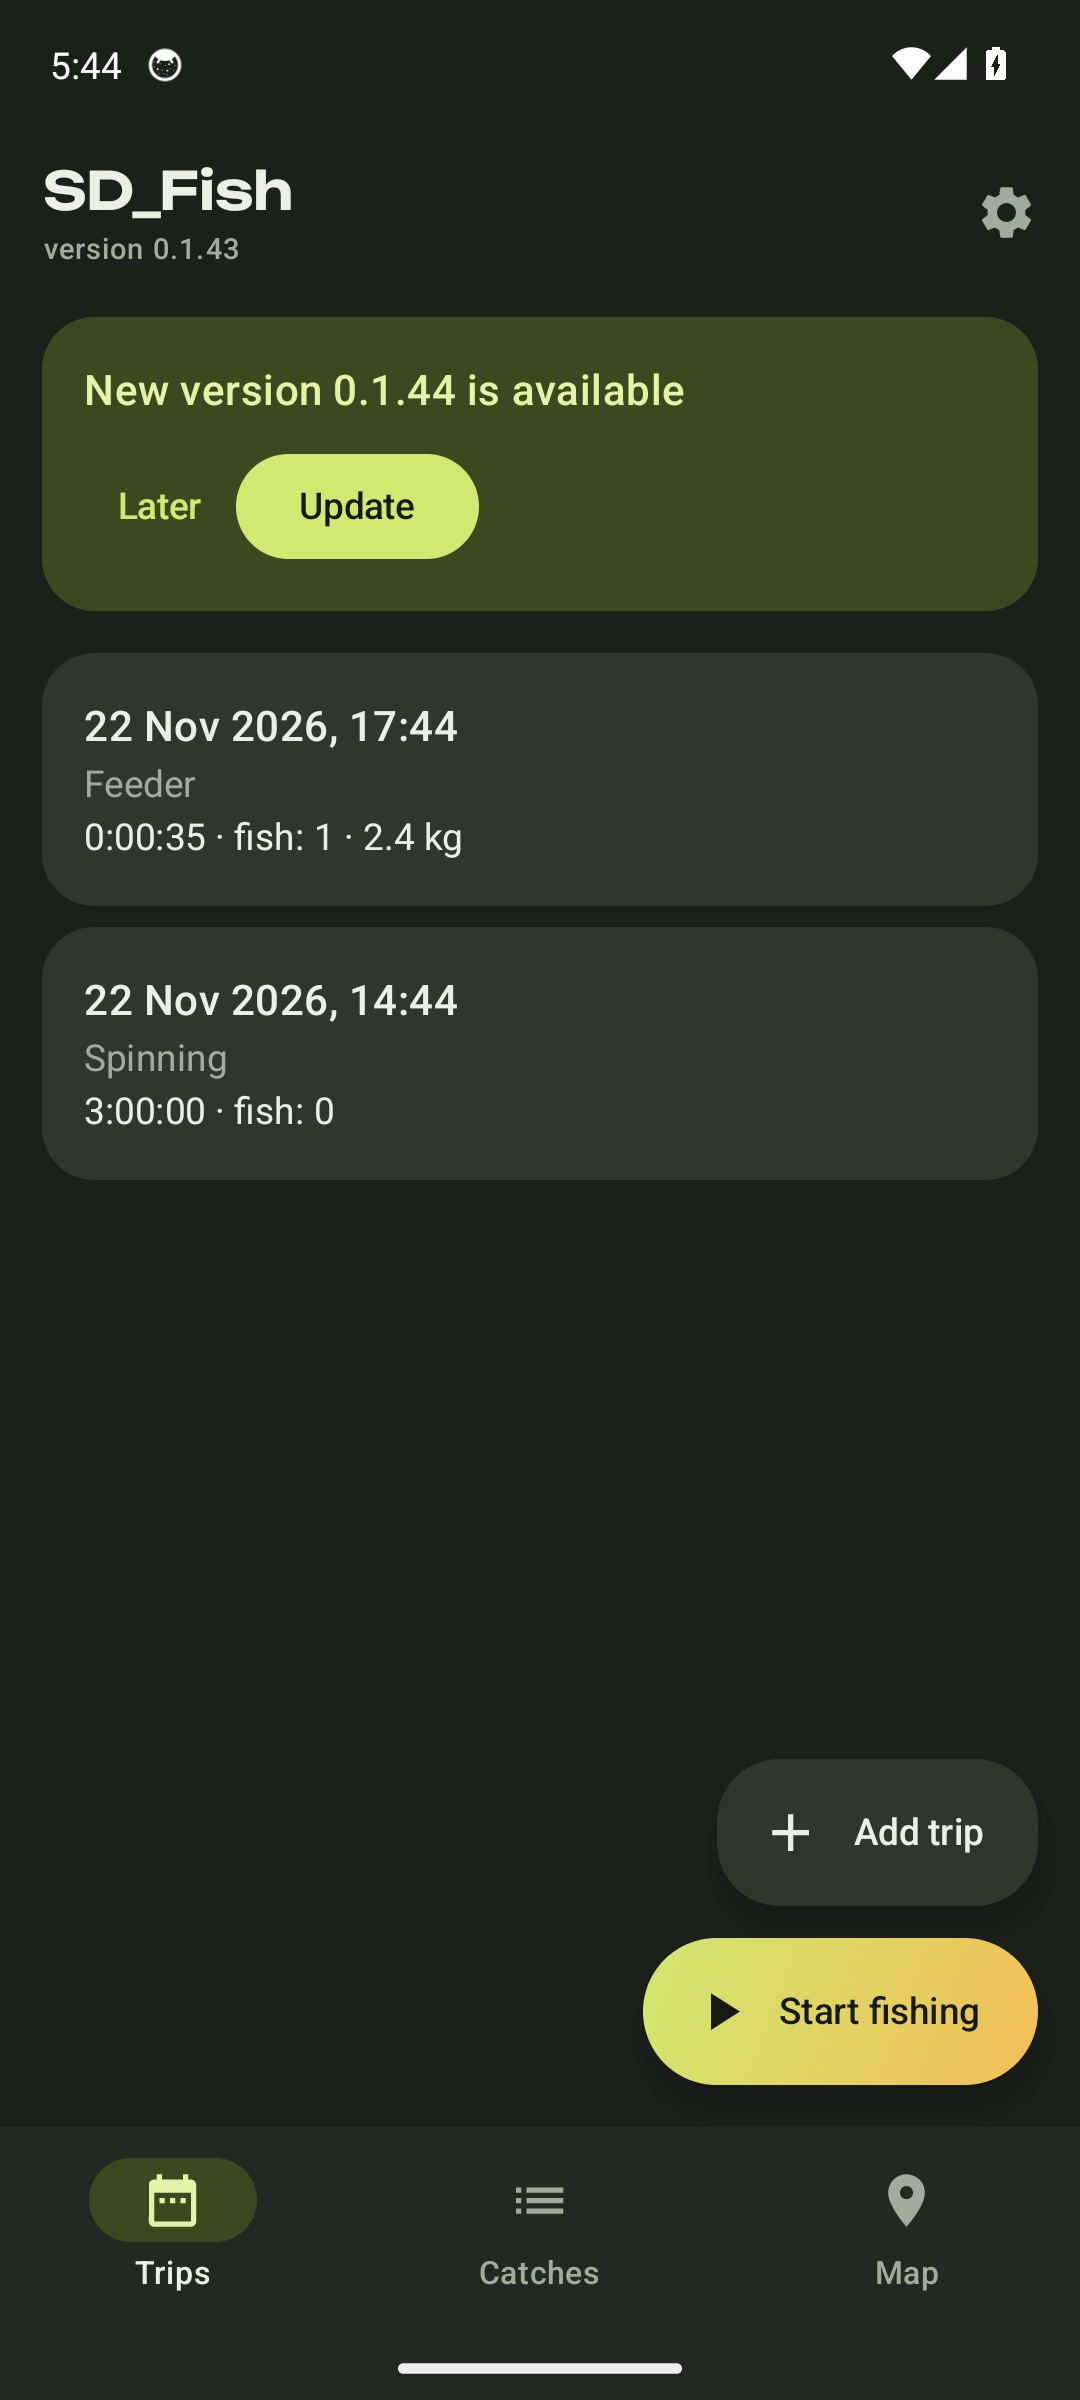 5:44
SD_Fish
version 0.1.43
New version 0.1.44 is available
Later
Update
22 Nov 2026, 17:44
Feeder
0:00:35 · fish: 1 · 2.4 kg
22 Nov 2026, 14:44
Spinning
3:00:00 · fish: 0
Add trip
Start fishing
Trips
Catches
Map